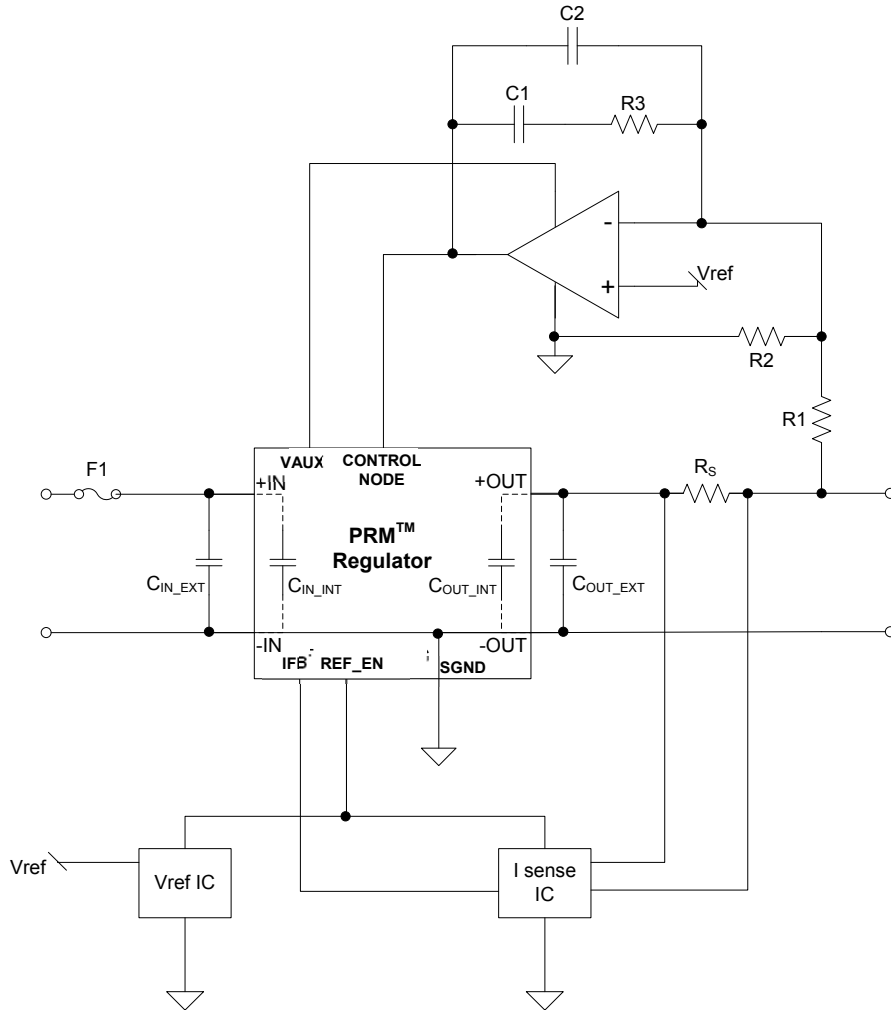 C2
C1
R3
-
+
Vref
R2
R1
F1
VAUX
CONTROL
NODE
+IN
+OUT
RS
PRM™
Regulator
CIN_EXT
CIN_INT
COUT_INT
COUT_EXT
-IN
-OUT
IFB
REF_EN
SGND
Vref
Vref IC
I sense
IC